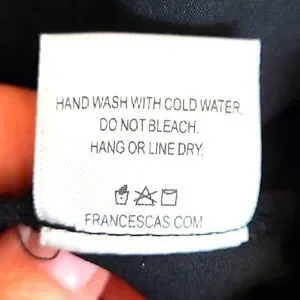 HAND WASH WITH COLD WATER.
DO NOT BLEACH.
HANG OR LINE DRY.
FRANCESCAS.COM